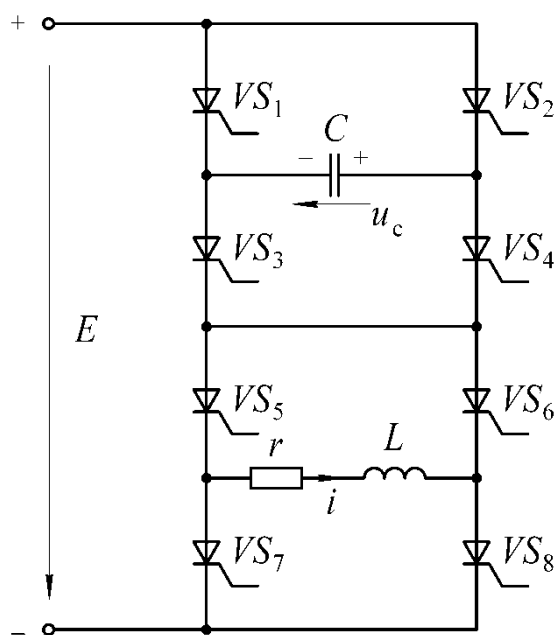 +
VS1 VS2
C
– +
uc
VS3 VS4
E
VS5 VS6
r L
i
VS7 VS8
–